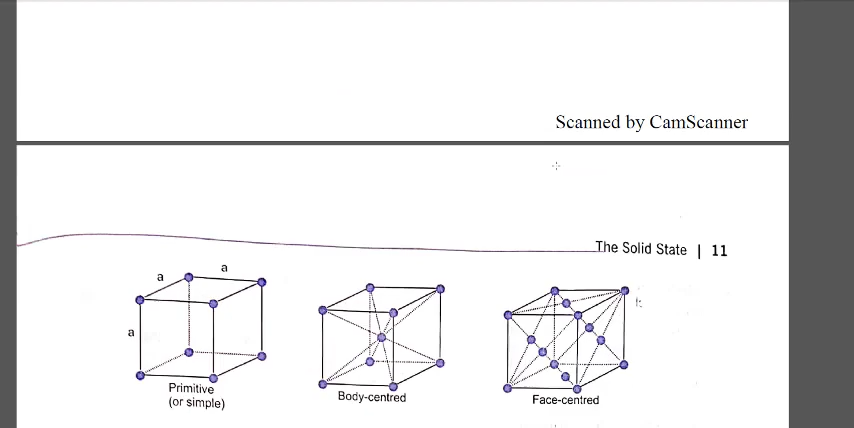 Scanned by CamScanner
The Solid State | 11
a
a
a
Primitive
(or simple)
Body-centred
Face-centred